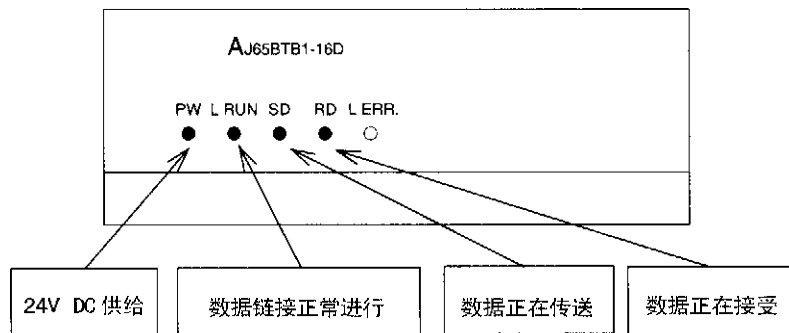 AJ65BTB1-16D
PW L RUN SD RD L ERR.
24V DC 供给
数据链接正常进行
数据正在传送
数据正在接受